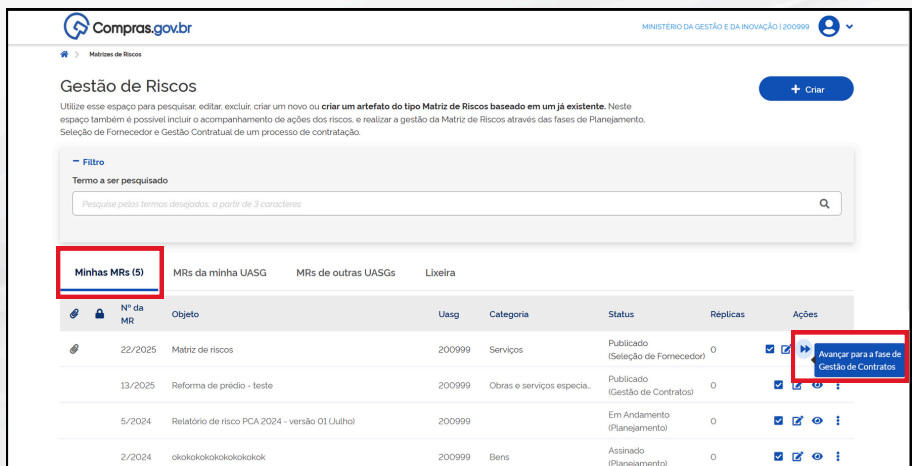 Compras.gov.br
MINISTÉRIO DA GESTÃO E DA INOVAÇÃO | 200999
> Matrizes de Riscos
Gestão de Riscos
+ Criar
Utilize esse espaço para pesquisar, editar, excluir, criar um novo ou criar um artefato do tipo Matriz de Riscos baseado em um já existente. Neste
espaço também é possível incluir o acompanhamento de ações dos riscos, e realizar a gestão da Matriz de Riscos através das fases de Planejamento,
Seleção de Fornecedor e Gestão Contratual de um processo de contratação.
− Filtro
Termo a ser pesquisado
Pesquise pelos termos desejados: a partir de 3 caracteres
Minhas MRs (5) MRs da minha UASG MRs de outras UASGs Lixeira
Nº da MR Objeto Uasg Categoria Status Réplicas Ações
22/2025 Matriz de riscos 200999 Serviços Publicado (Seleção de Fornecedor) 0
Avançar para a fase de
Gestão de Contratos
13/2025 Reforma de prédio - teste 200999 Obras e serviços especia... Publicado (Gestão de Contratos) 0
5/2024 Relatório de risco PCA 2024 - versão 01 (Julho) 200999 Em Andamento (Planejamento) 0
2/2024 okokokokokokokokok 200999 Bens Assinado (Planejamento) 0